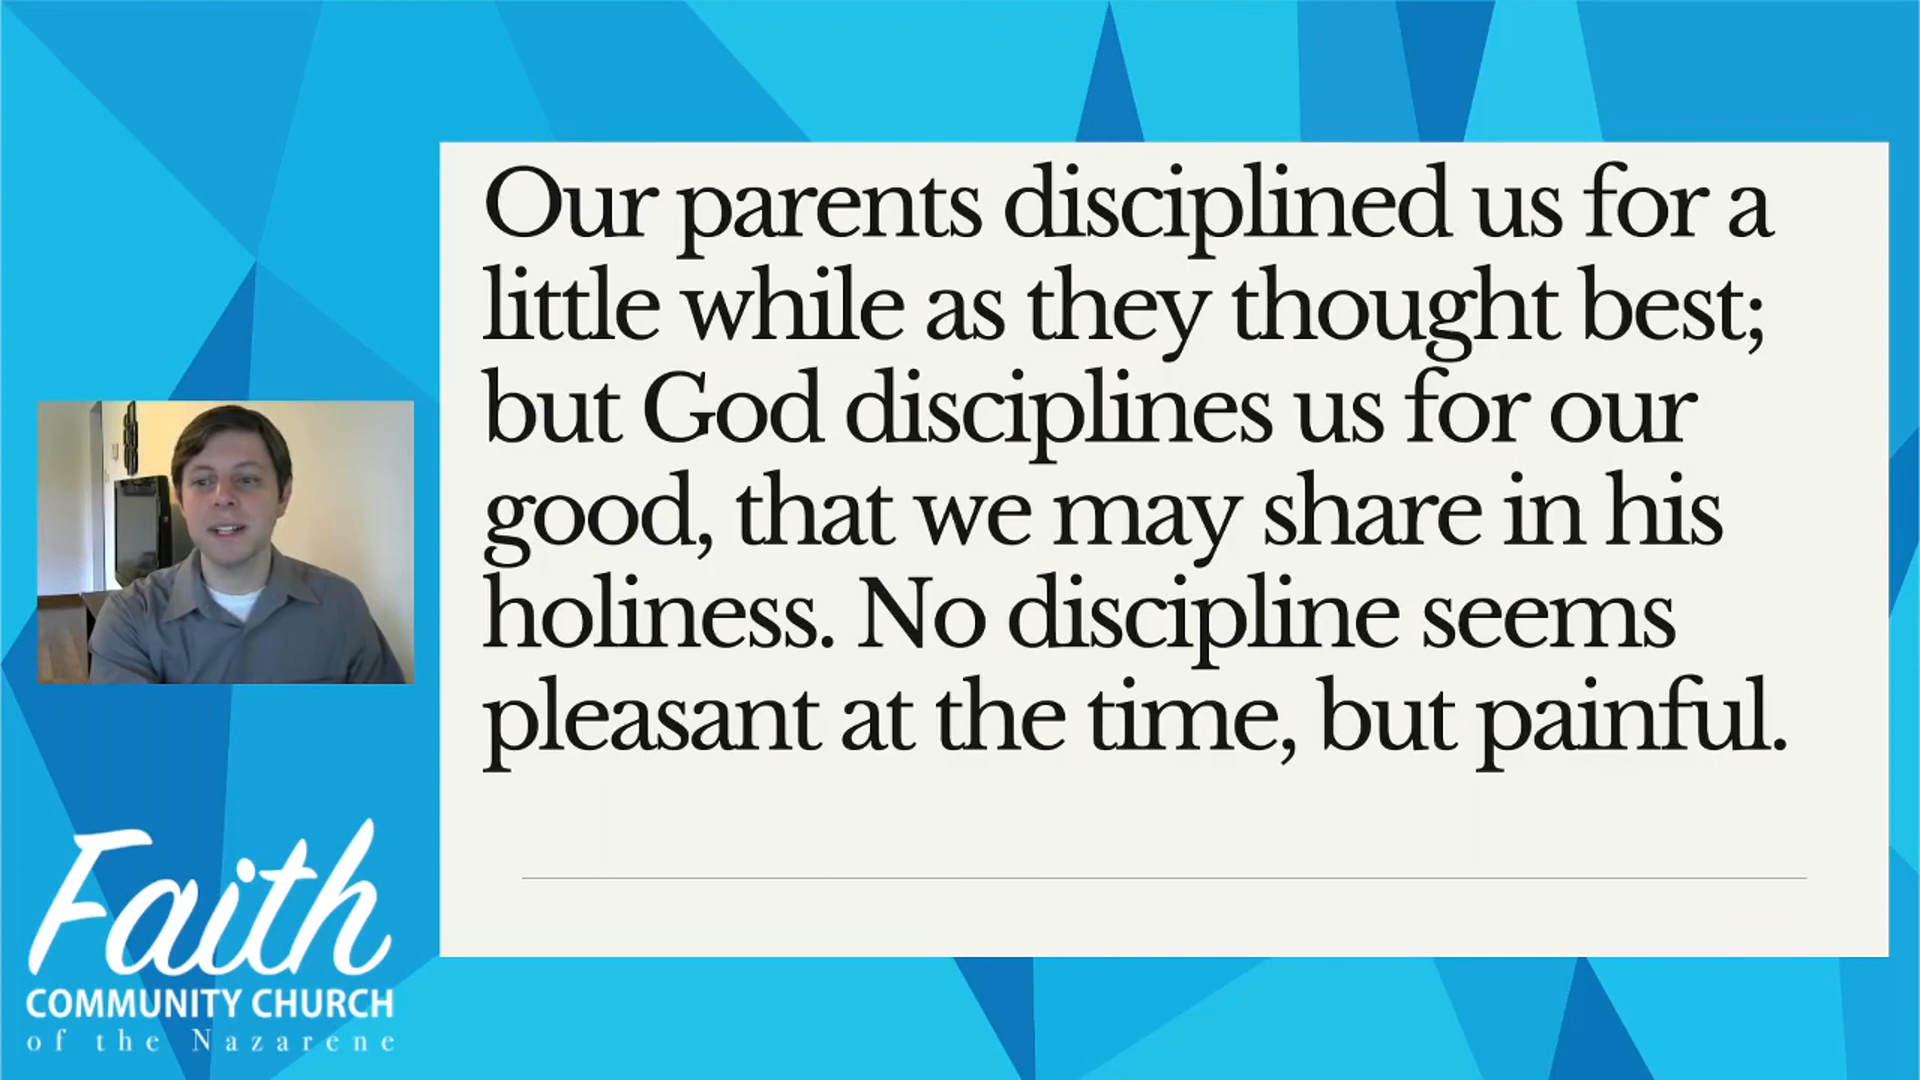 Our parents disciplined us for a
little while as they thought best;
but God disciplines us for our
good, that we may share in his
holiness. No discipline seems
pleasant at the time, but painful.
Faith
COMMUNITY CHURCH
of the Nazarene